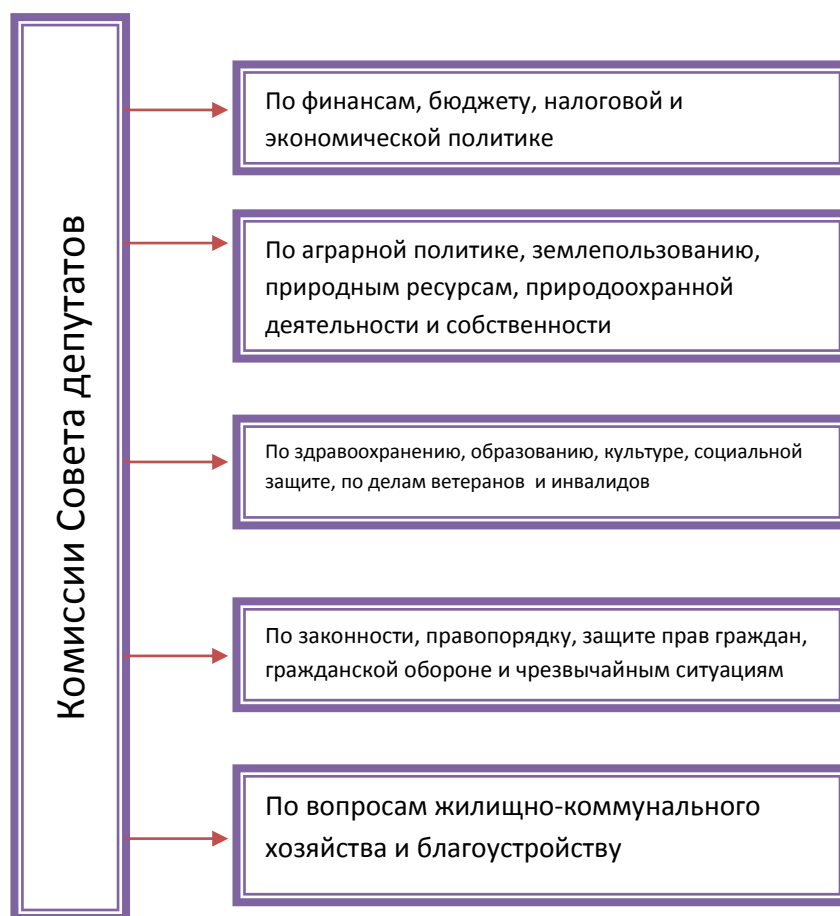 Комиссии Совета депутатов
По финансам, бюджету, налоговой и
экономической политике
По аграрной политике, землепользованию,
природным ресурсам, природоохранной
деятельности и собственности
По здравоохранению, образованию, культуре, социальной
защите, по делам ветеранов  и инвалидов
По законности, правопорядку, защите прав граждан,
гражданской обороне и чрезвычайным ситуациям
По вопросам жилищно-коммунального
хозяйства и благоустройству